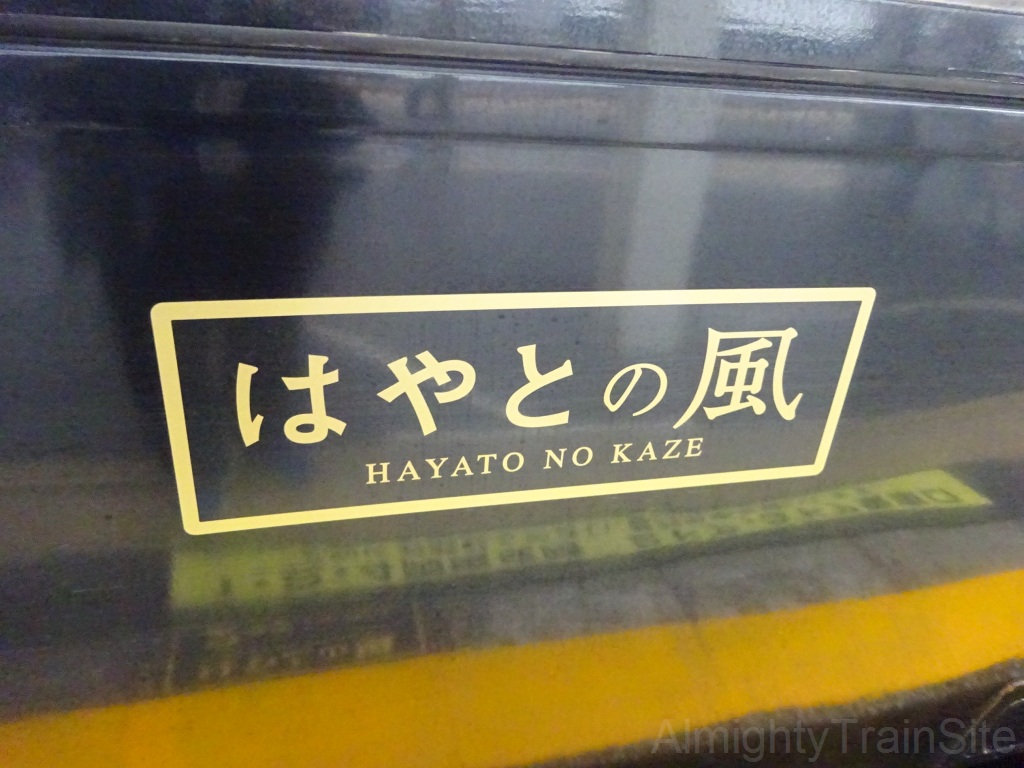 はやとの風
HAYATO NO KAZE
AlmightyTrainSite